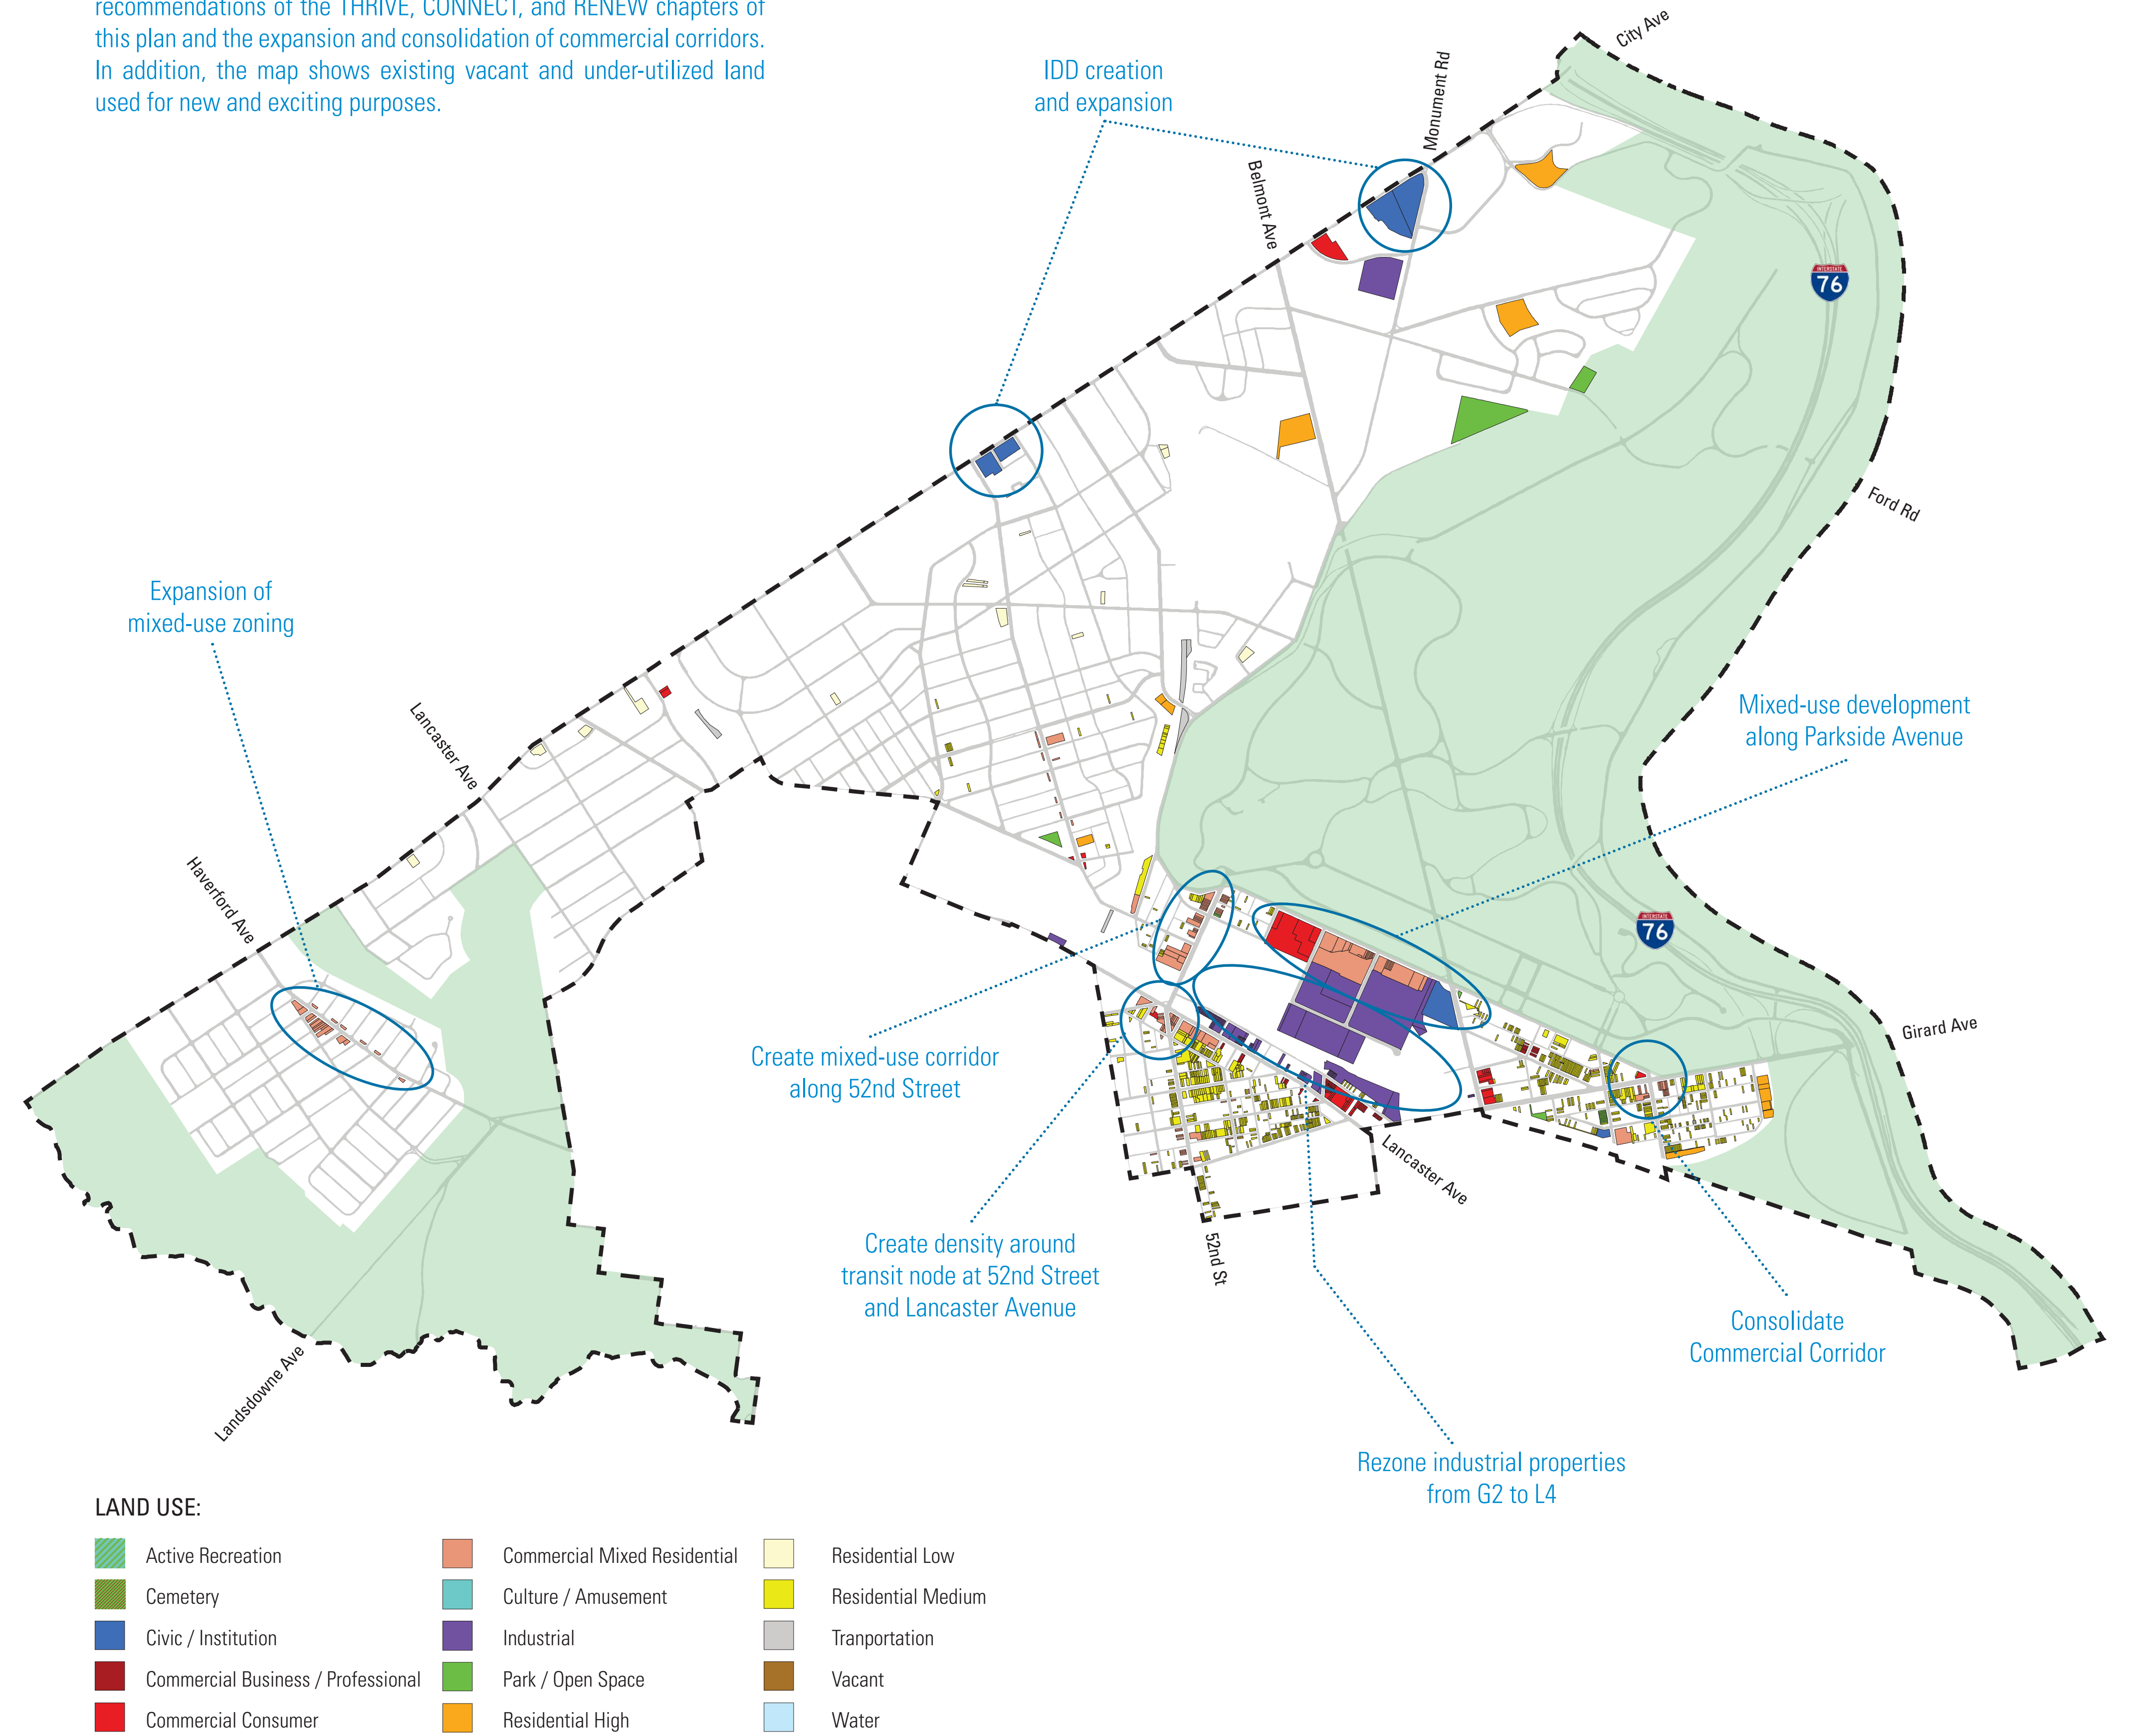 recommendations of the THRIVE, CONNECT, and RENEW chapters of
this plan and the expansion and consolidation of commercial corridors.
In addition, the map shows existing vacant and under-utilized land
used for new and exciting purposes.
City Ave
Monument Rd
IDD creation
and expansion
Belmont Ave
INTERSTATE
76
Ford Rd
Expansion of
mixed-use zoning
Lancaster Ave
Mixed-use development
along Parkside Avenue
Haverford Ave
INTERSTATE
76
Girard Ave
Create mixed-use corridor
along 52nd Street
Lancaster Ave
Create density around
transit node at 52nd Street
and Lancaster Avenue
52nd St
Consolidate
Commercial Corridor
Landsdowne Ave
Rezone industrial properties
from G2 to L4
LAND USE:
Active Recreation
Cemetery
Civic / Institution
Commercial Business / Professional
Commercial Consumer
Commercial Mixed Residential
Culture / Amusement
Industrial
Park / Open Space
Residential High
Residential Low
Residential Medium
Tranportation
Vacant
Water